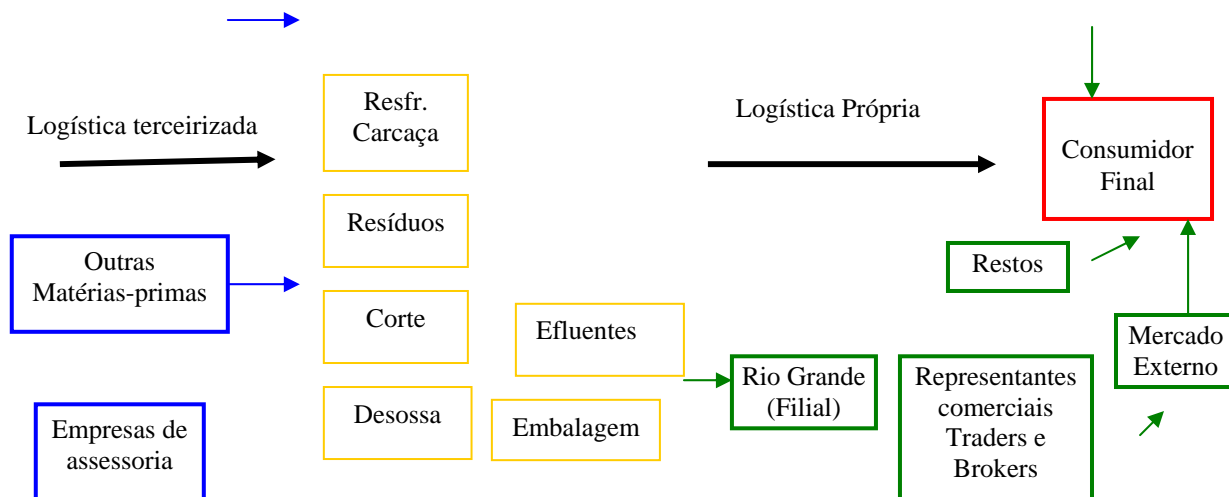 Logística terceirizada
Resfr.
Carcaça
Logística Própria
Consumidor
Final
Resíduos
Outras
Matérias-primas
Restos
Corte
Efluentes
Mercado
Externo
Rio Grande
(Filial)
Representantes
comerciais
Traders e
Brokers
Desossa
Embalagem
Empresas de
assessoria